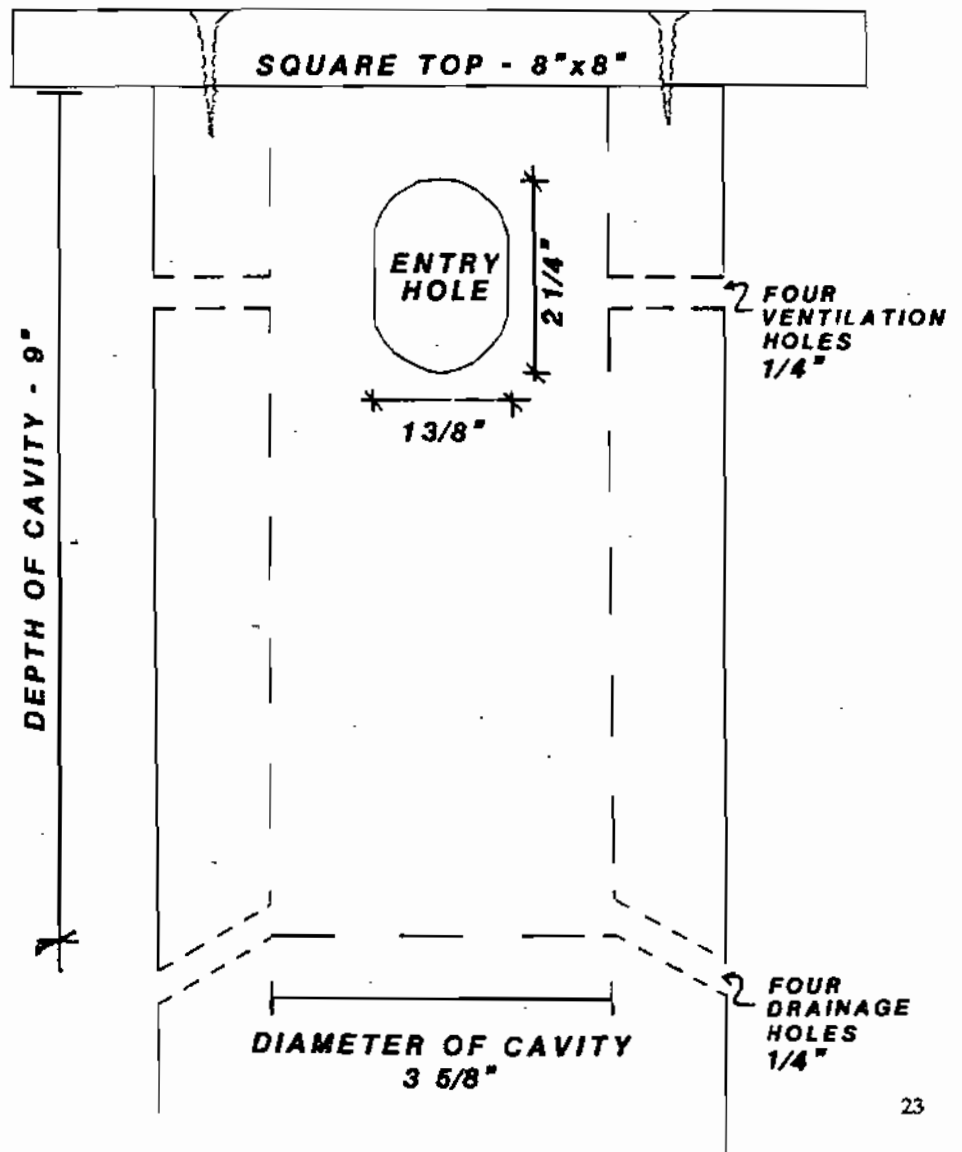 SQUARE TOP - 8"x8"
ENTRY
HOLE
2 1/4"
1 3/8"
FOUR
VENTILATION
HOLES
1/4"
DEPTH OF CAVITY - 9"
FOUR
DRAINAGE
HOLES
1/4"
DIAMETER OF CAVITY
3 5/8"
23